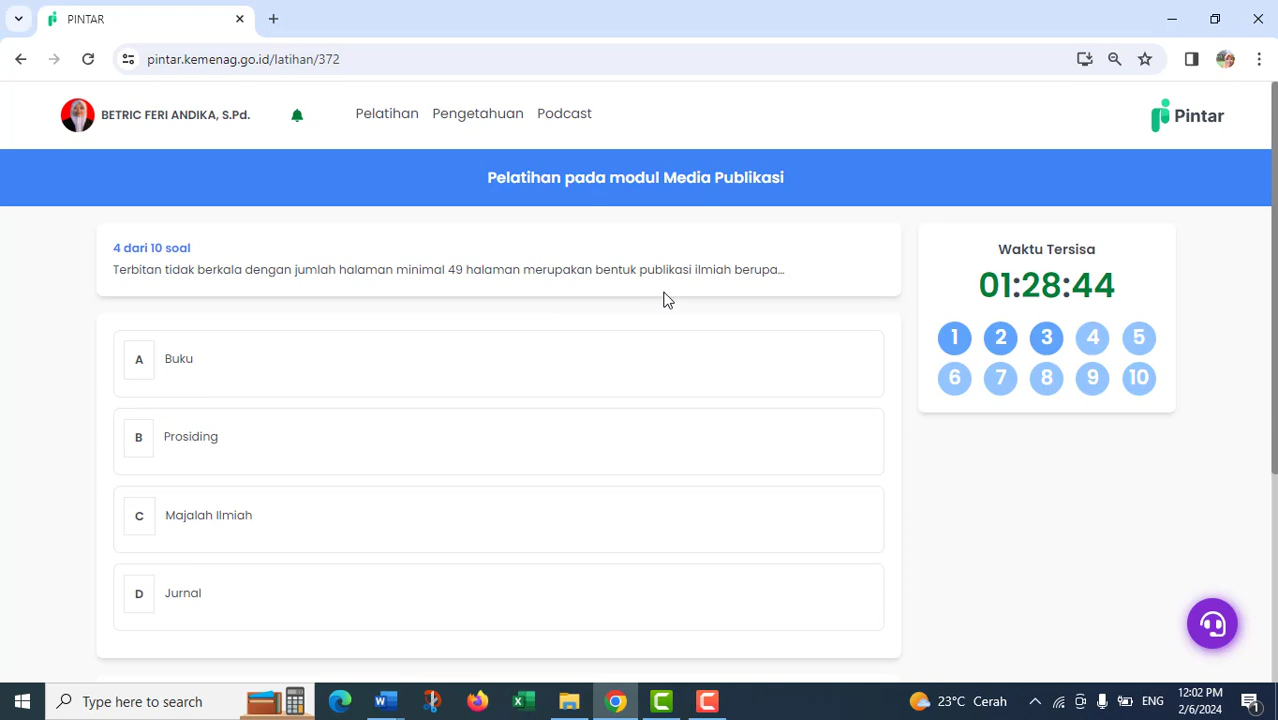 PINTAR
pintar.kemenag.go.id/latihan/372
BETRIC FERI ANDIKA, S.Pd.
Pelatihan Pengetahuan Podcast
Pintar
Pelatihan pada modul Media Publikasi
4 dari 10 soal
Terbitan tidak berkala dengan jumlah halaman minimal 49 halaman merupakan bentuk publikasi ilmiah berupa...
A Buku
B Prosiding
C Majalah Ilmiah
D Jurnal
Waktu Tersisa
01:28:44
1 2 3 4 5
6 7 8 9 10
Type here to search
23°C Cerah
ENG
12:02 PM
2/6/2024
1